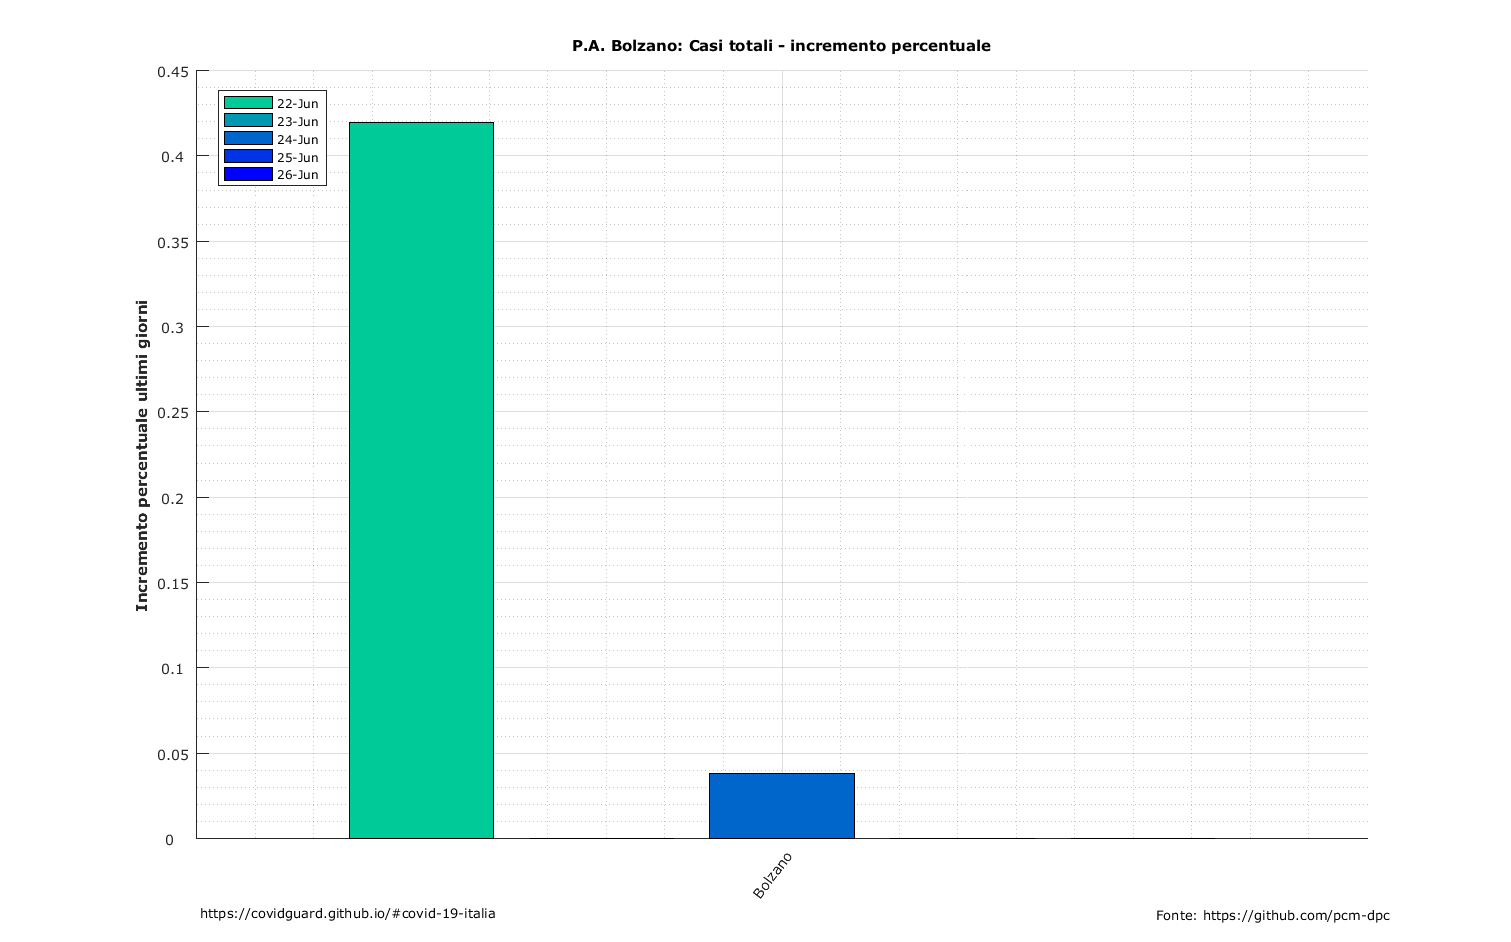 P.A. Bolzano: Casi totali - incremento percentuale
0.45
0.4
0.35
0.3
0.25
0.2
0.15
0.1
0.05
0
22-Jun
23-Jun
24-Jun
25-Jun
26-Jun
Incremento percentuale ultimi giorni
Bolzano
https://covidguard.github.io/#covid-19-italia
Fonte: https://github.com/pcm-dpc